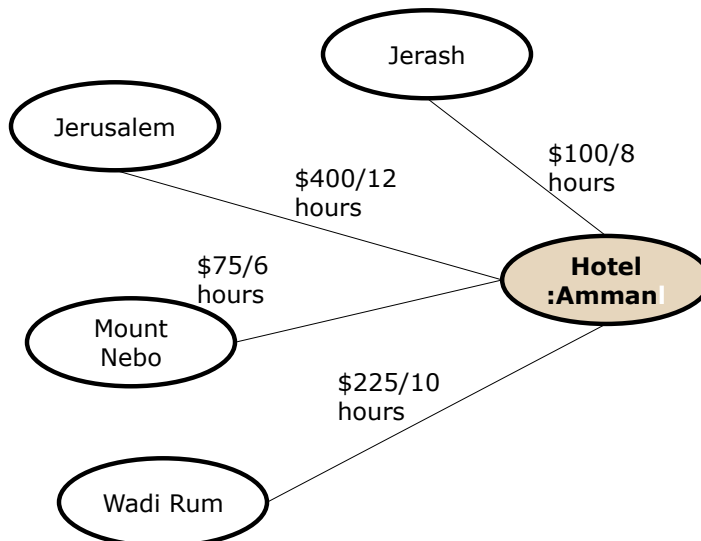 Jerash
Jerusalem
$100/8
hours
$400/12
hours
Hotel
:Ammanl
$75/6
hours
Mount
Nebo
$225/10
hours
Wadi Rum